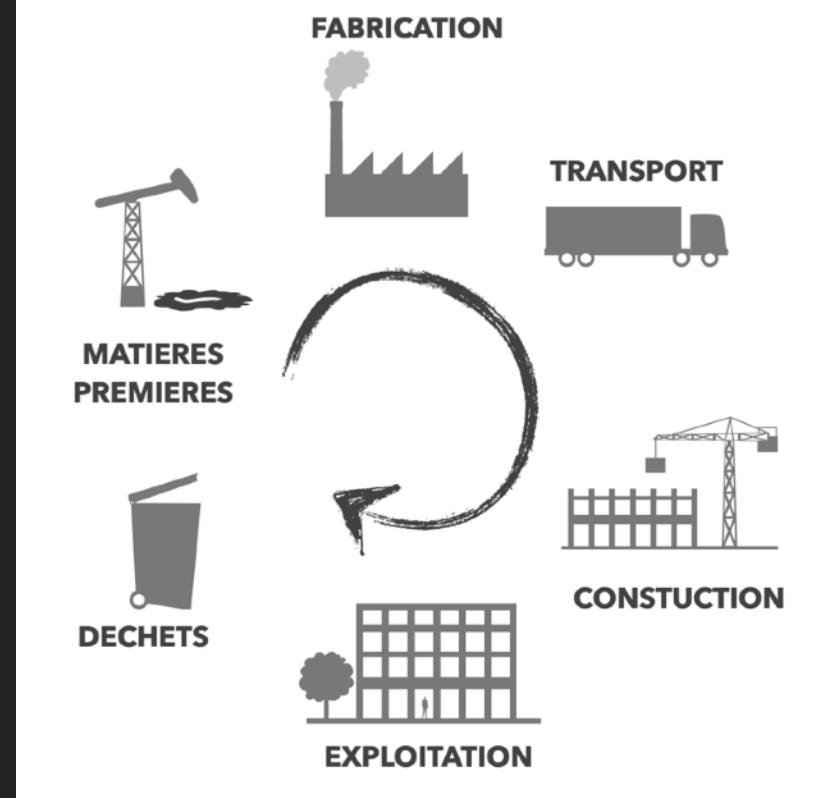 FABRICATION
TRANSPORT
MATIERES
PREMIERES
CONSTUCTION
DECHETS
EXPLOITATION